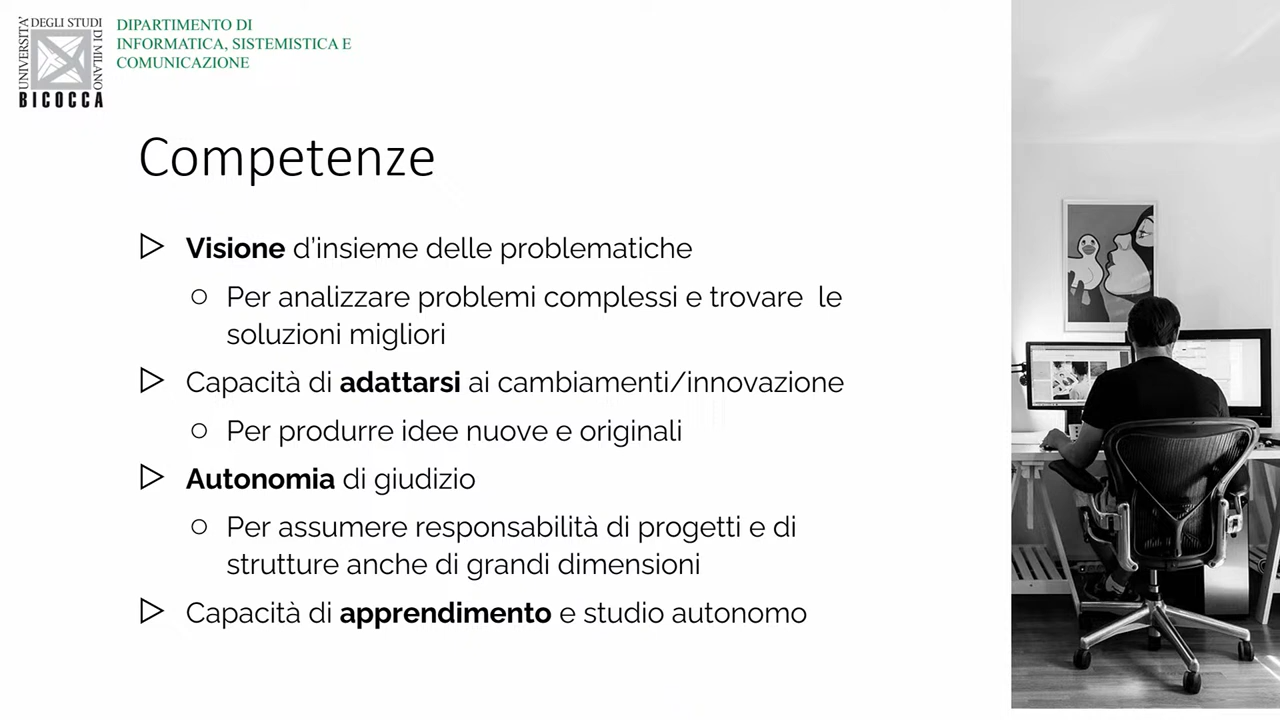 UNIVERSITÀ
DEGLI STUDI
DI MILANO
BICOCCA
DIPARTIMENTO DI
INFORMATICA, SISTEMISTICA E
COMUNICAZIONE
Competenze
Visione d’insieme delle problematiche
Per analizzare problemi complessi e trovare le
soluzioni migliori
Capacità di adattarsi ai cambiamenti/innovazione
Per produrre idee nuove e originali
Autonomia di giudizio
Per assumere responsabilità di progetti e di
strutture anche di grandi dimensioni
Capacità di apprendimento e studio autonomo